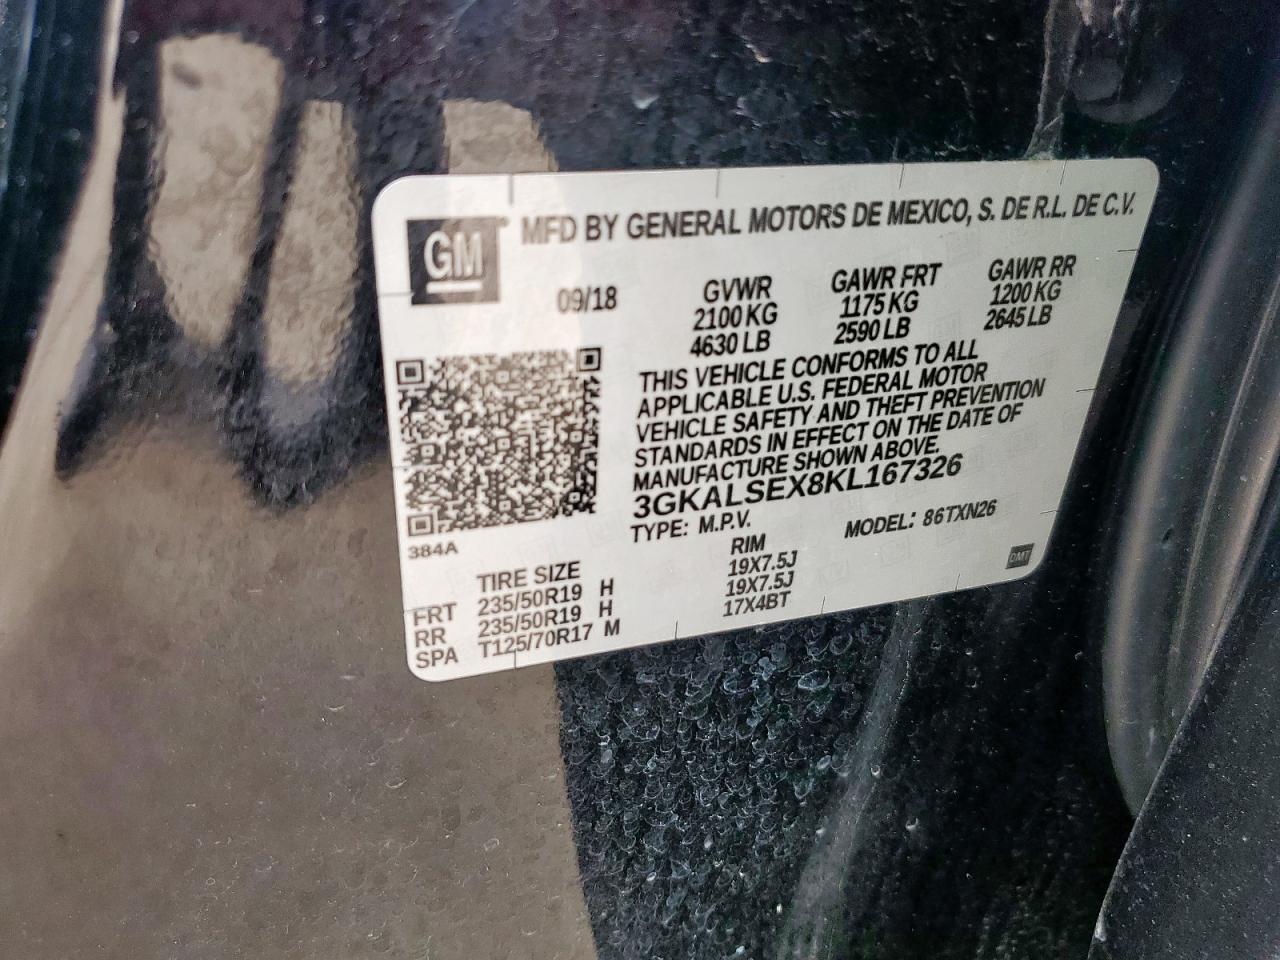 GM
MFD BY GENERAL MOTORS DE MEXICO, S. DE R.L. DE C.V.
09/18
GVWR GAWR FRT GAWR RR
2100 KG 1175 KG 1200 KG
4630 LB 2590 LB 2645 LB
THIS VEHICLE CONFORMS TO ALL
APPLICABLE U.S. FEDERAL MOTOR
VEHICLE SAFETY AND THEFT PREVENTION
STANDARDS IN EFFECT ON THE DATE OF
MANUFACTURE SHOWN ABOVE.
3GKALSEX8KL167326
TYPE: M.P.V. MODEL: 86TXN26
384A
TIRE SIZE RIM
FRT 235/50R19 H 19X7.5J
RR 235/50R19 H 19X7.5J
SPA T125/70R17 M 17X4BT
DMT